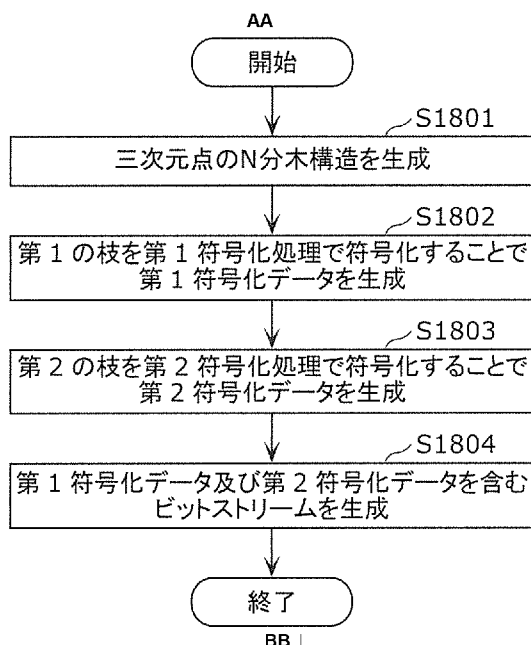 AA
開始
S1801
三次元点のN分木構造を生成
S1802
第1の枝を第1符号化処理で符号化することで
第1符号化データを生成
S1803
第2の枝を第2符号化処理で符号化することで
第2符号化データを生成
S1804
第1符号化データ及び第2符号化データを含む
ビットストリームを生成
終了
BB